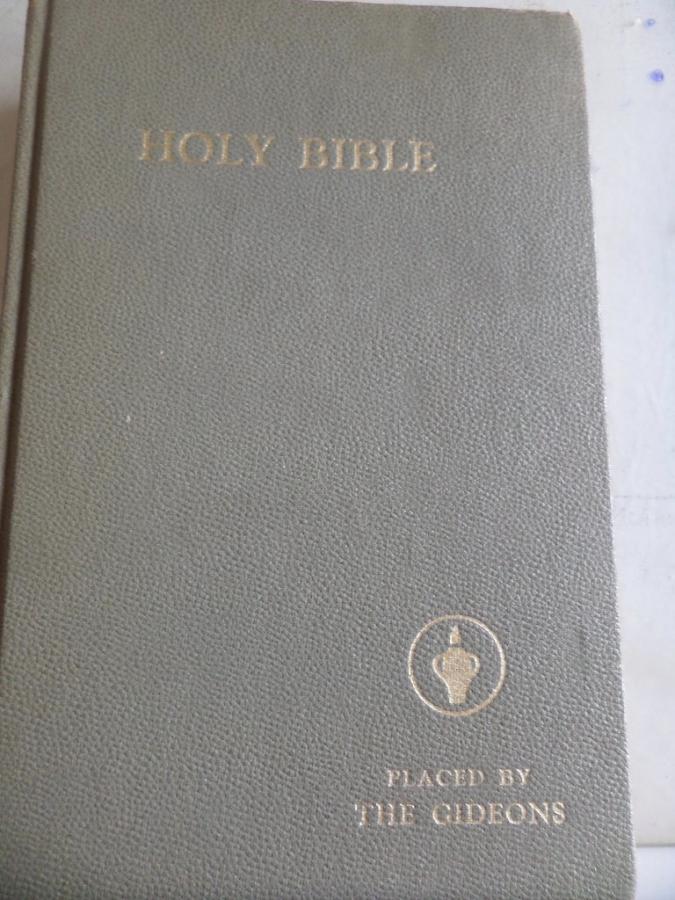 HOLY BIBLE
PLACED BY
THE GIDEONS